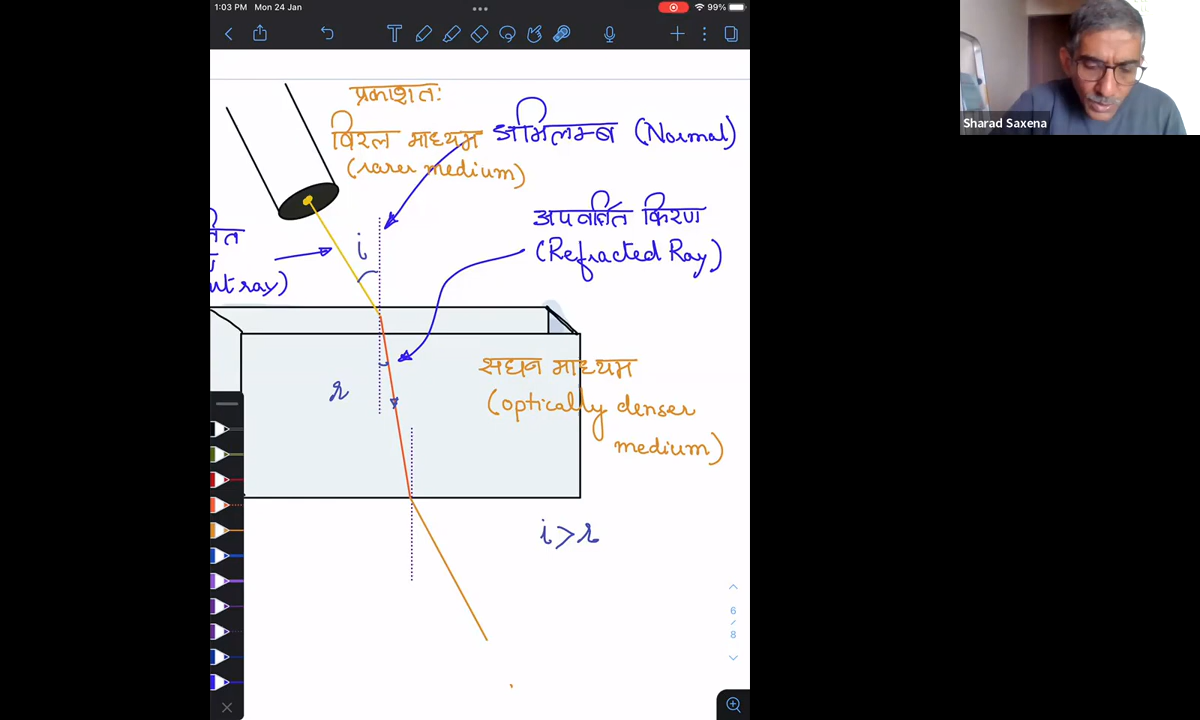 1:03 PM Mon 24 Jan
99%
T
प्रकाशतः
विरल माध्यम
(rarer medium)
अभिलम्ब (Normal)
अपवर्तित किरण
(Refracted Ray)
i
ray)
r
सघन माध्यम
(optically denser
medium)
i > r
6
/
8
Sharad Saxena